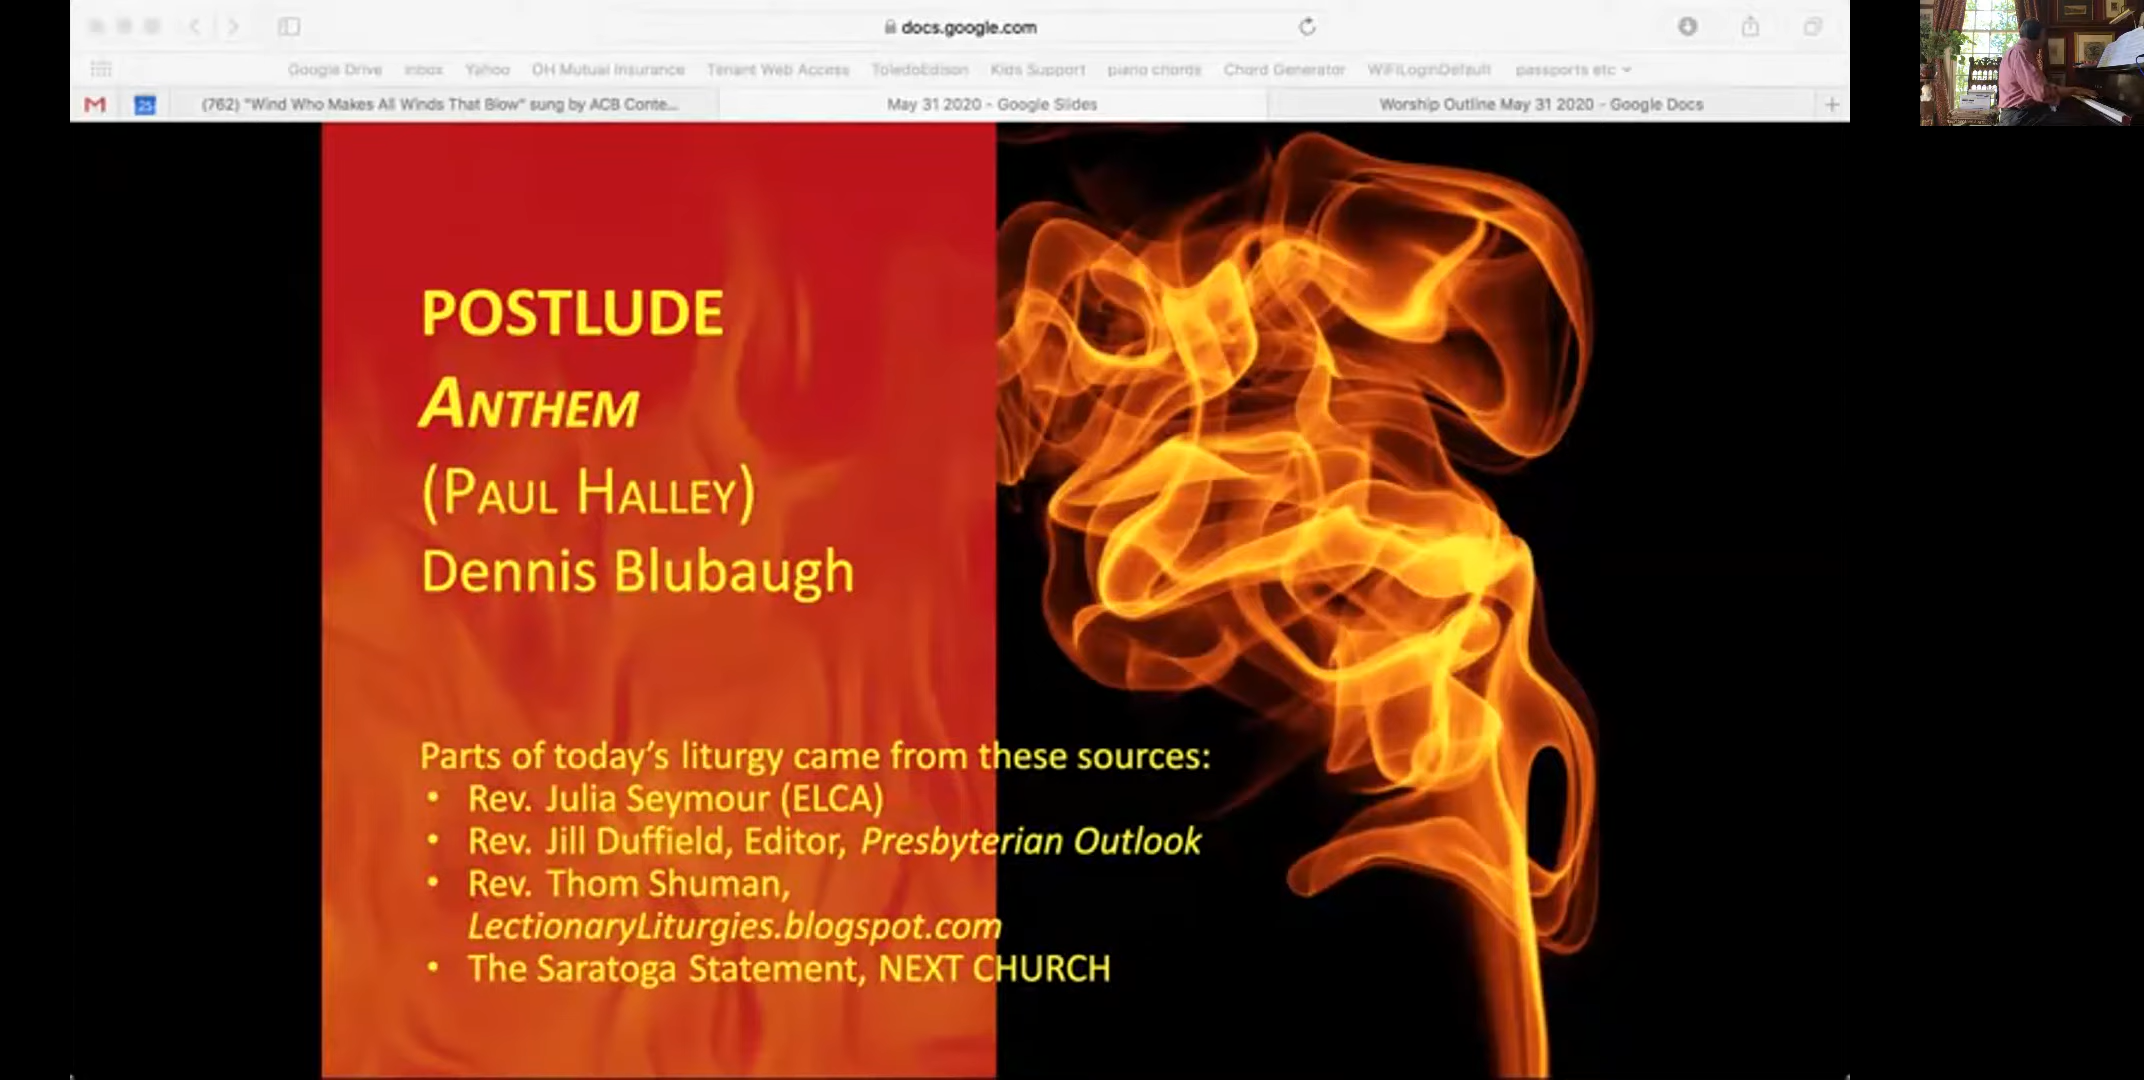 docs.google.com
Google Drive Inbox Yahoo OH Mutual Insurance Tenant Web Access ToledoEdison Kids Support piano chords Chord Generator WiFiLoginDefault passports etc
(762) "Wind Who Makes All Winds That Blow" sung by ACB Conte... May 31 2020 - Google Slides Worship Outline May 31 2020 - Google Docs
POSTLUDE
ANTHEM
(PAUL HALLEY)
Dennis Blubaugh
Parts of today's liturgy came from these sources:
• Rev. Julia Seymour (ELCA)
• Rev. Jill Duffield, Editor, Presbyterian Outlook
• Rev. Thom Shuman,
LectionaryLiturgies.blogspot.com
• The Saratoga Statement, NEXT CHURCH